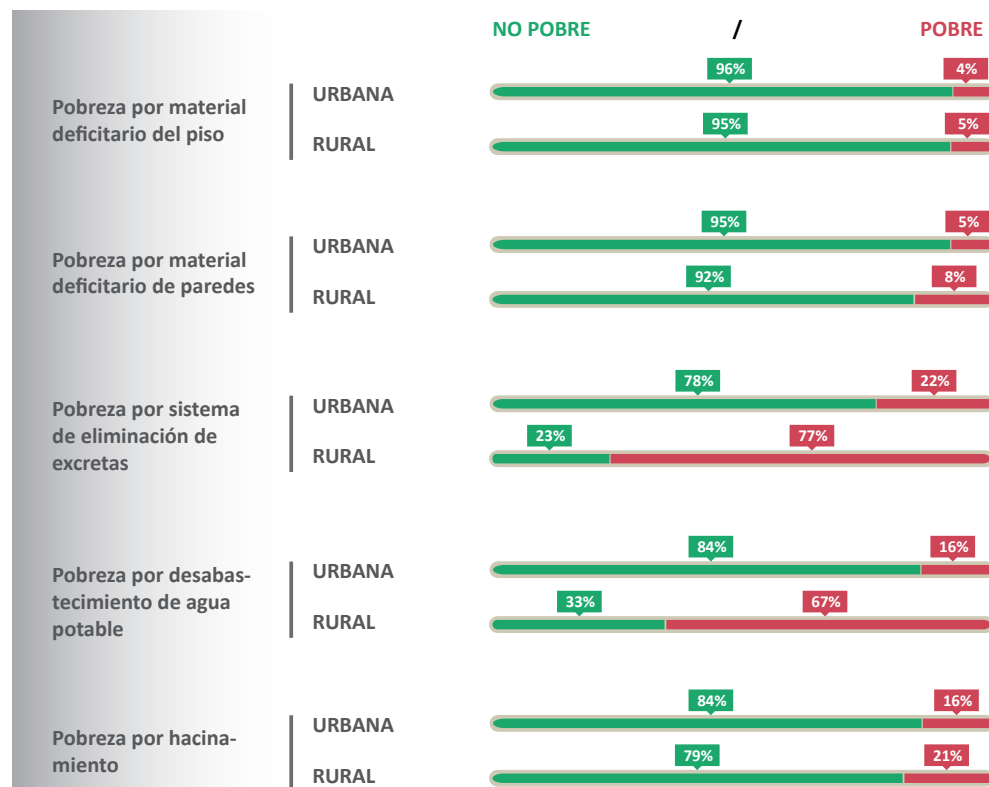 NO POBRE / POBRE
Pobreza por material
deficitario del piso
URBANA
96%
4%
RURAL
95%
5%
Pobreza por material
deficitario de paredes
URBANA
95%
5%
RURAL
92%
8%
Pobreza por sistema
de eliminación de
excretas
URBANA
78%
22%
RURAL
23%
77%
Pobreza por desabas-
tecimiento de agua
potable
URBANA
84%
16%
RURAL
33%
67%
Pobreza por hacina-
miento
URBANA
84%
16%
RURAL
79%
21%